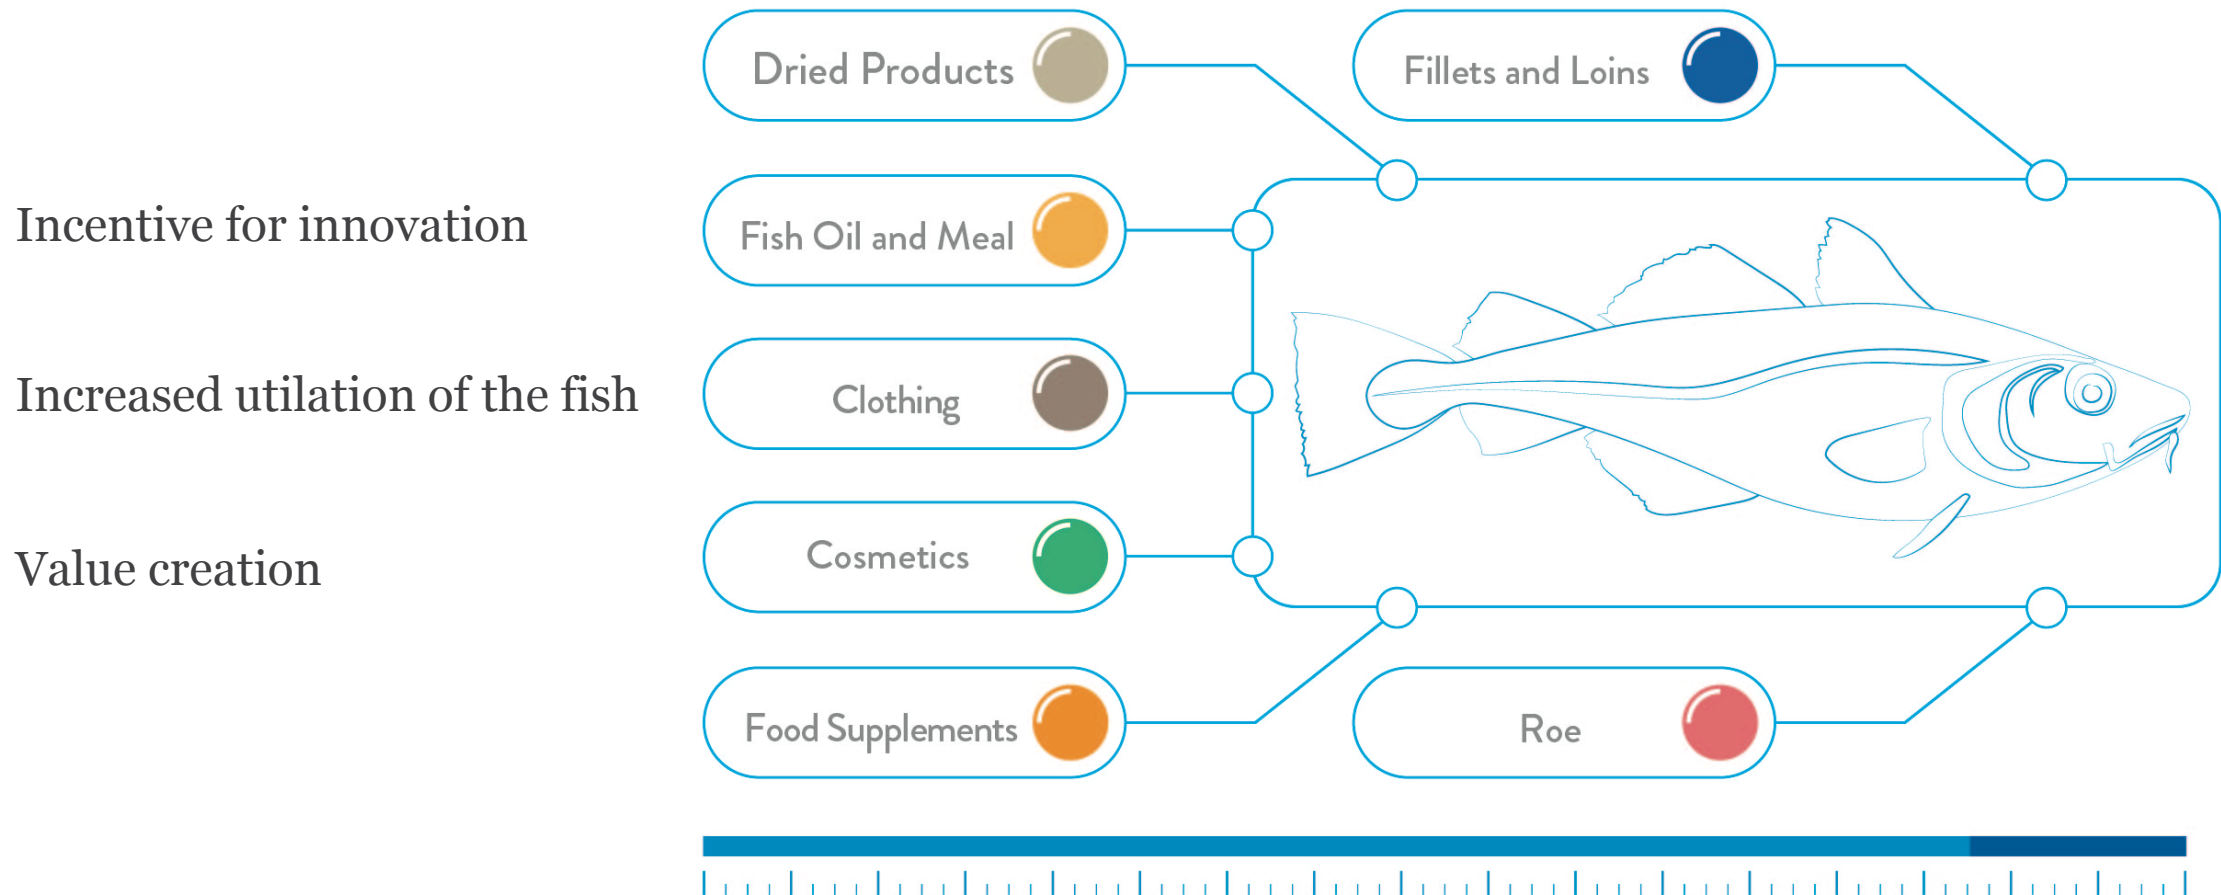 Incentive for innovation
Increased utilation of the fish
Value creation
Dried Products
Fillets and Loins
Fish Oil and Meal
Clothing
Cosmetics
Food Supplements
Roe